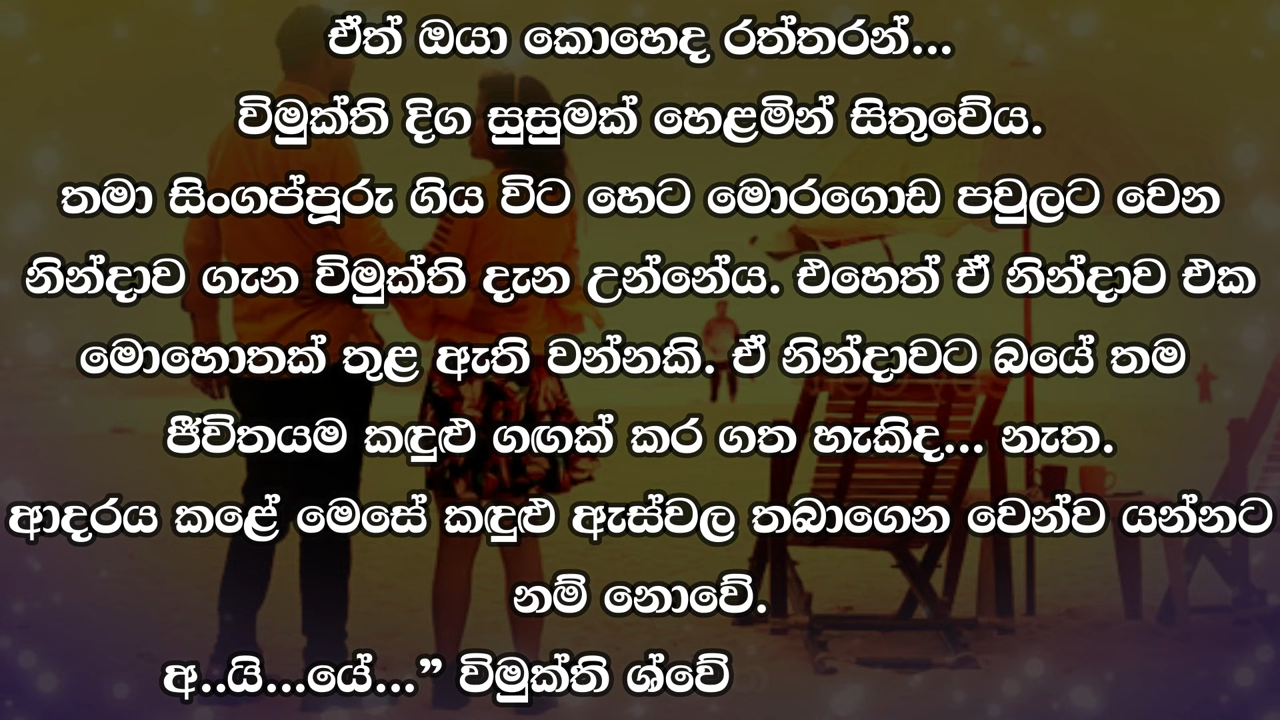 ඒත් ඔයා කොහෙද රත්තරන්...
විමුක්ති දිග සුසුමක් හෙළමින් සිතුවේය.
තමා සිංගප්පූරු ගිය විට හෙට මොරගොඩ පවුලට වෙන
නින්දාව ගැන විමුක්ති දැන උන්නේය. එහෙත් ඒ නින්දාව එක
මොහොතක් තුළ ඇති වන්නකි. ඒ නින්දාවට බයේ තම
ජීවිතයම කඳුළු ගඟක් කර ගත හැකිද... නැත.
ආදරය කළේ මෙසේ කඳුළු ඇස්වල තබාගෙන වෙන්ව යන්නට
නම් නොවේ.
අ..යි...යේ...” විමුක්ති ශ්වේ